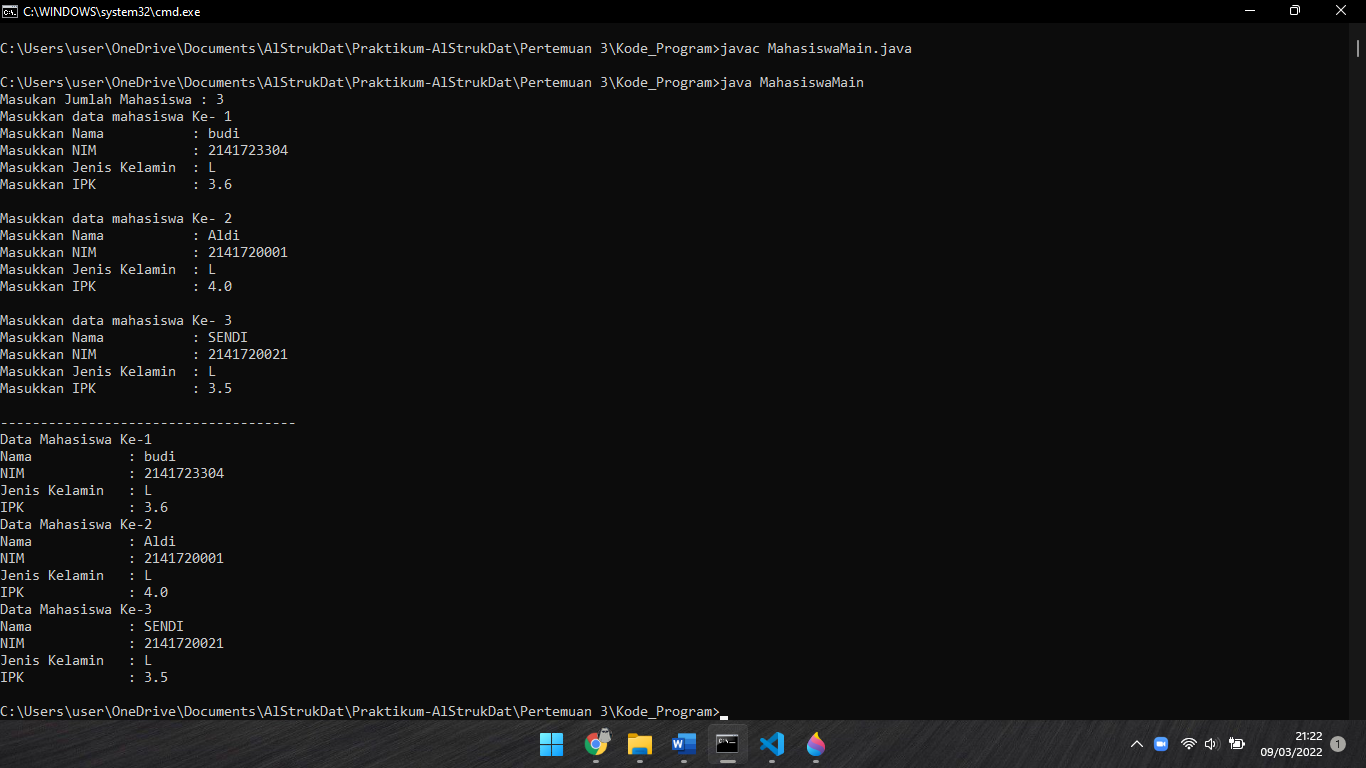 C:\WINDOWS\system32\cmd.exe
C:\Users\user\OneDrive\Documents\AlStrukDat\Praktikum-AlStrukDat\Pertemuan 3\Kode_Program>javac MahasiswaMain.java
C:\Users\user\OneDrive\Documents\AlStrukDat\Praktikum-AlStrukDat\Pertemuan 3\Kode_Program>java MahasiswaMain
Masukan Jumlah Mahasiswa : 3
Masukkan data mahasiswa Ke- 1
Masukkan Nama           : budi
Masukkan NIM            : 2141723304
Masukkan Jenis Kelamin  : L
Masukkan IPK            : 3.6
Masukkan data mahasiswa Ke- 2
Masukkan Nama           : Aldi
Masukkan NIM            : 2141720001
Masukkan Jenis Kelamin  : L
Masukkan IPK            : 4.0
Masukkan data mahasiswa Ke- 3
Masukkan Nama           : SENDI
Masukkan NIM            : 2141720021
Masukkan Jenis Kelamin  : L
Masukkan IPK            : 3.5
-------------------------------------
Data Mahasiswa Ke-1
Nama            : budi
NIM             : 2141723304
Jenis Kelamin   : L
IPK             : 3.6
Data Mahasiswa Ke-2
Nama            : Aldi
NIM             : 2141720001
Jenis Kelamin   : L
IPK             : 4.0
Data Mahasiswa Ke-3
Nama            : SENDI
NIM             : 2141720021
Jenis Kelamin   : L
IPK             : 3.5
C:\Users\user\OneDrive\Documents\AlStrukDat\Praktikum-AlStrukDat\Pertemuan 3\Kode_Program>
21:22
09/03/2022
1